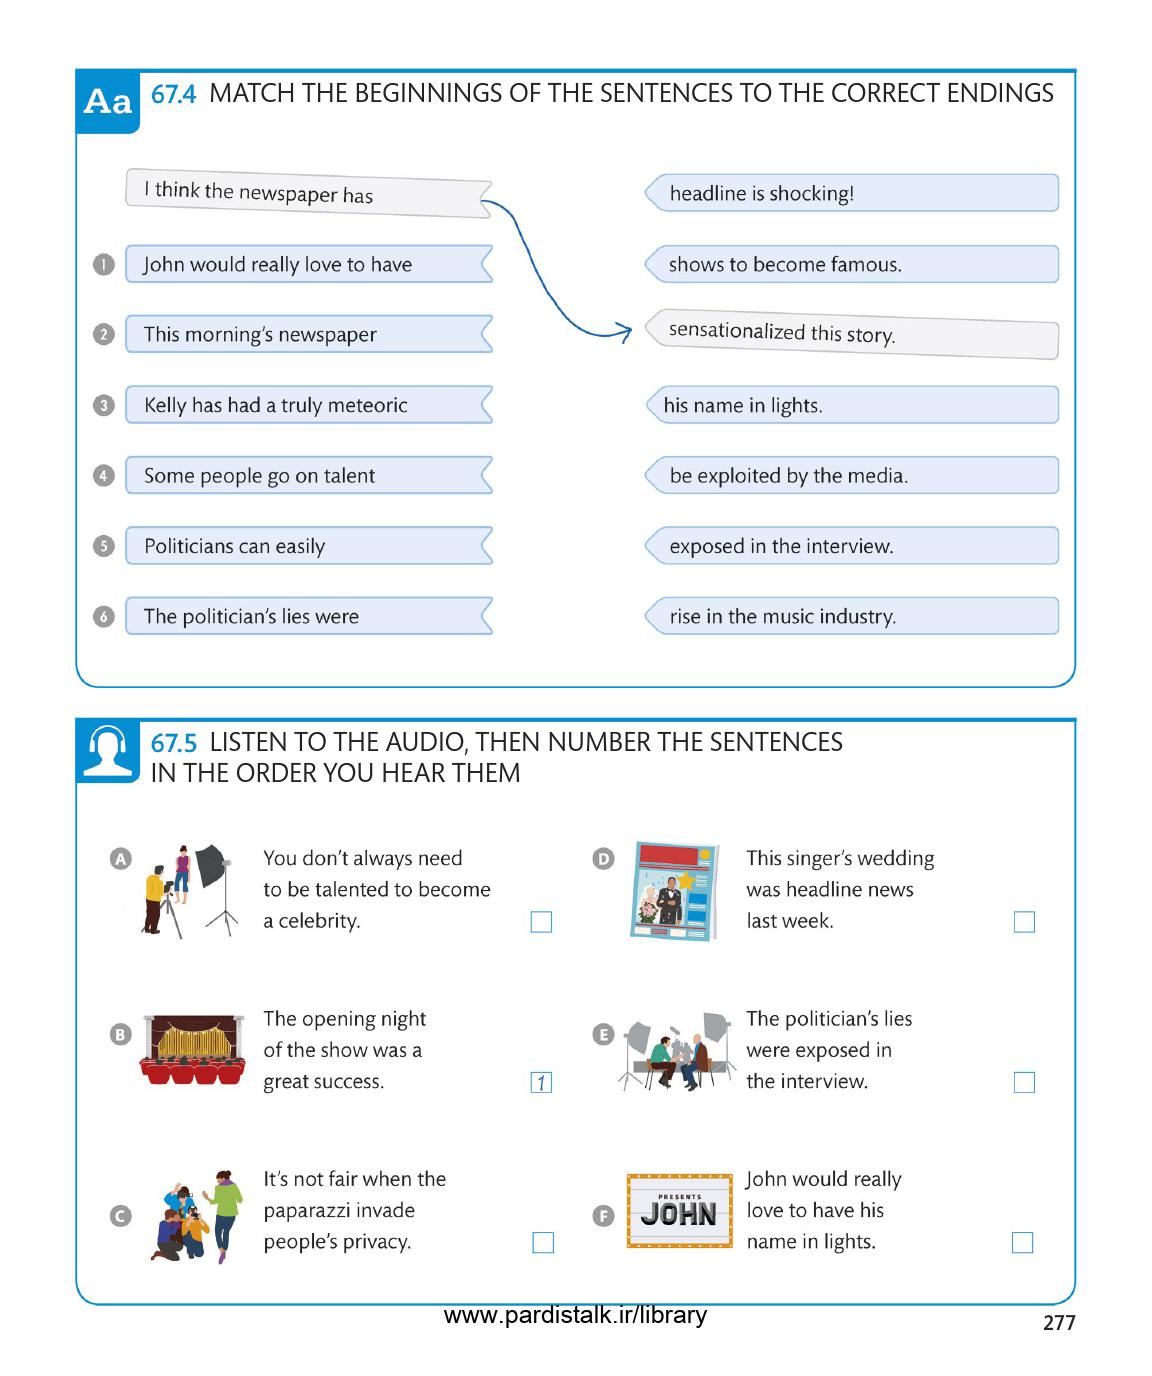 Aa
67.4 MATCH THE BEGINNINGS OF THE SENTENCES TO THE CORRECT ENDINGS
I think the newspaper has
headline is shocking!
1 John would really love to have
shows to become famous.
2 This morning's newspaper
sensationalized this story.
3 Kelly has had a truly meteoric
his name in lights.
4 Some people go on talent
be exploited by the media.
5 Politicians can easily
exposed in the interview.
6 The politician's lies were
rise in the music industry.
67.5 LISTEN TO THE AUDIO, THEN NUMBER THE SENTENCES
IN THE ORDER YOU HEAR THEM
A
You don't always need
to be talented to become
a celebrity.
B
The opening night
of the show was a
great success.
1
C
It's not fair when the
paparazzi invade
people's privacy.
D
This singer's wedding
was headline news
last week.
E
The politician's lies
were exposed in
the interview.
F
PRESENTS
JOHN
John would really
love to have his
name in lights.
www.pardistalk.ir/library
277